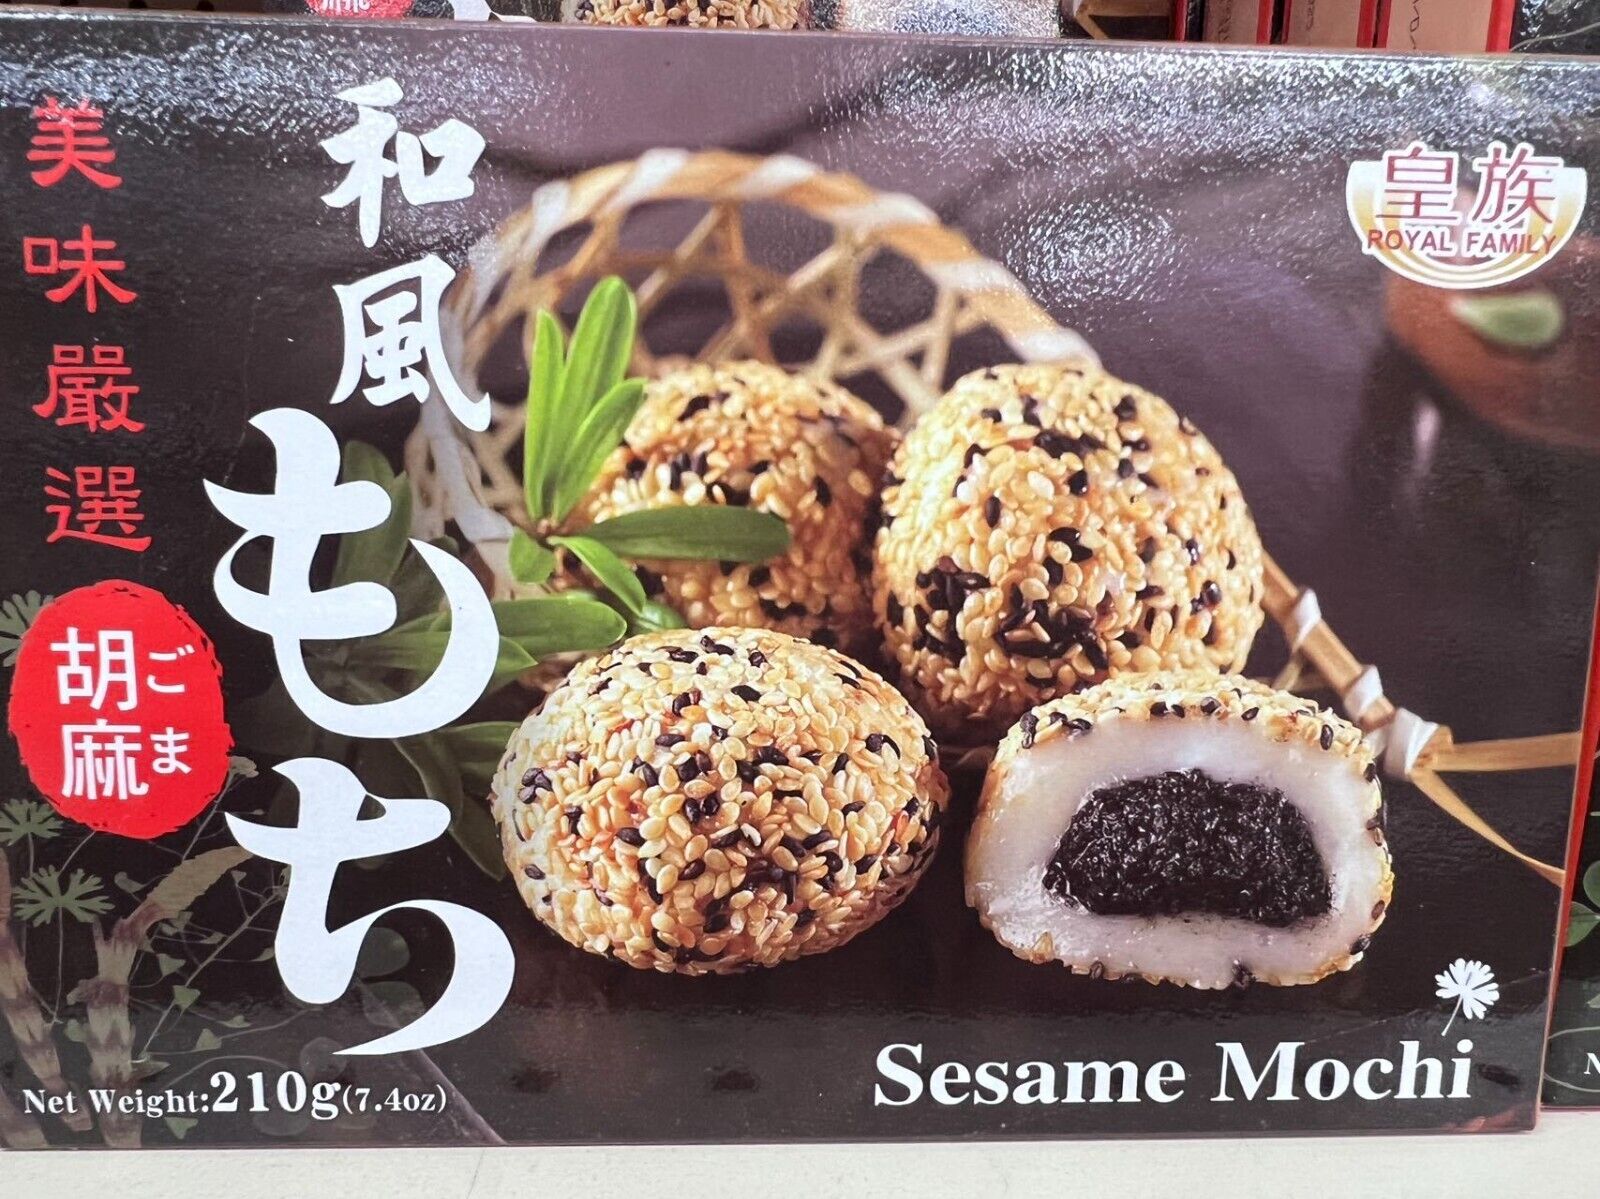 美味嚴選
胡麻
ごま
和風
もち
皇族
ROYAL FAMILY
Sesame Mochi
Net Weight:210g(7.4oz)